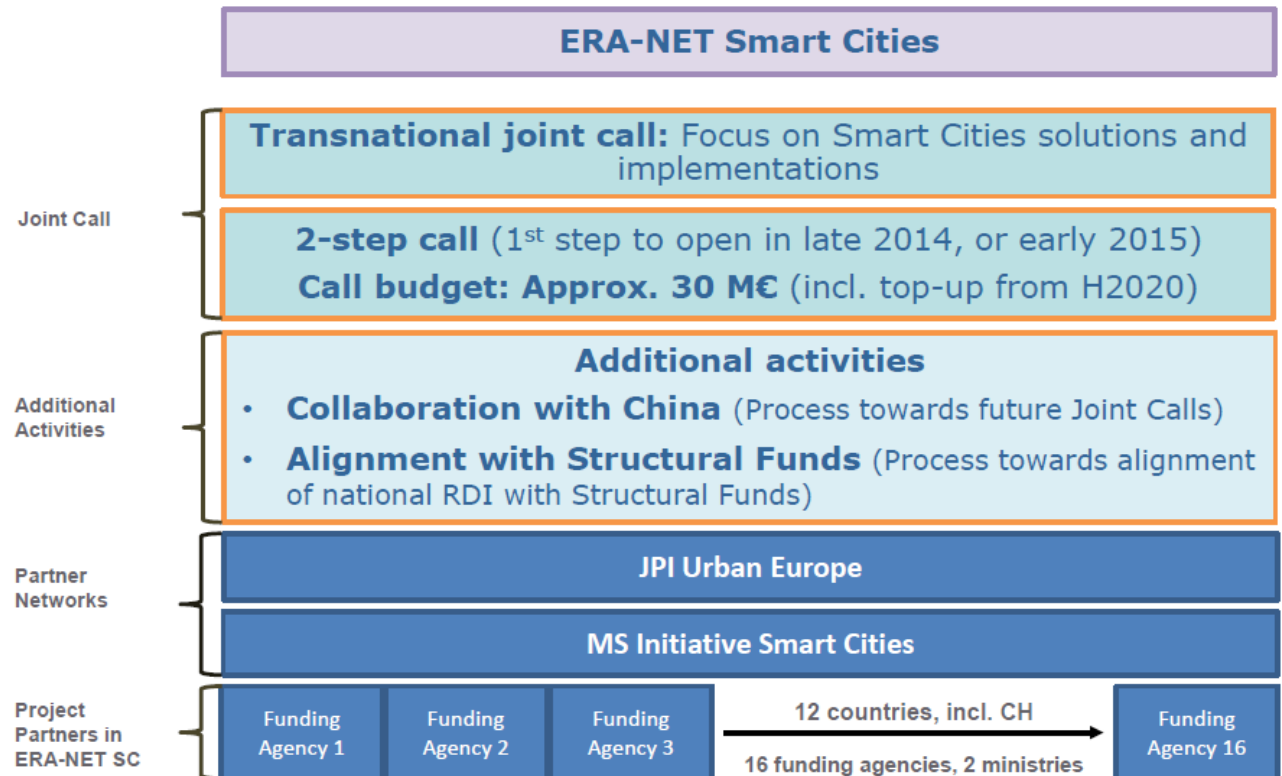 ERA-NET Smart Cities
Joint Call
Transnational joint call: Focus on Smart Cities solutions and
implementations
2-step call (1st step to open in late 2014, or early 2015)
Call budget: Approx. 30 M€ (incl. top-up from H2020)
Additional
Activities
Additional activities
• Collaboration with China (Process towards future Joint Calls)
• Alignment with Structural Funds (Process towards alignment
of national RDI with Structural Funds)
Partner
Networks
JPI Urban Europe
MS Initiative Smart Cities
Project
Partners in
ERA-NET SC
Funding
Agency 1
Funding
Agency 2
Funding
Agency 3
12 countries, incl. CH
16 funding agencies, 2 ministries
Funding
Agency 16